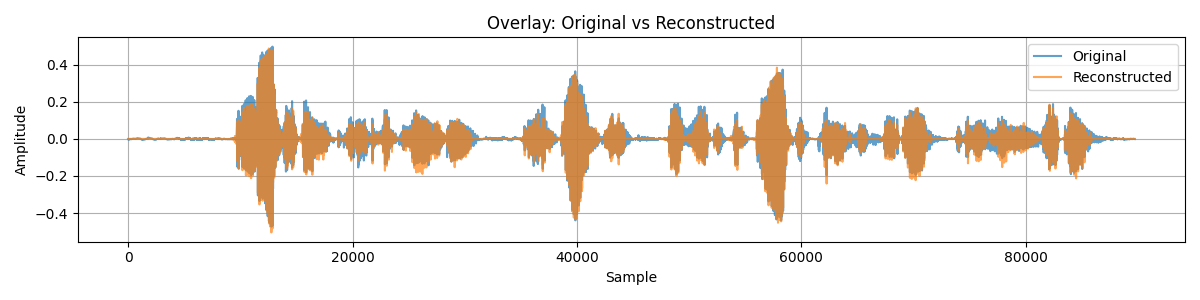 Overlay: Original vs Reconstructed
Original
Reconstructed
Amplitude
0.4
0.2
0.0
−0.2
−0.4
0 20000 40000 60000 80000
Sample